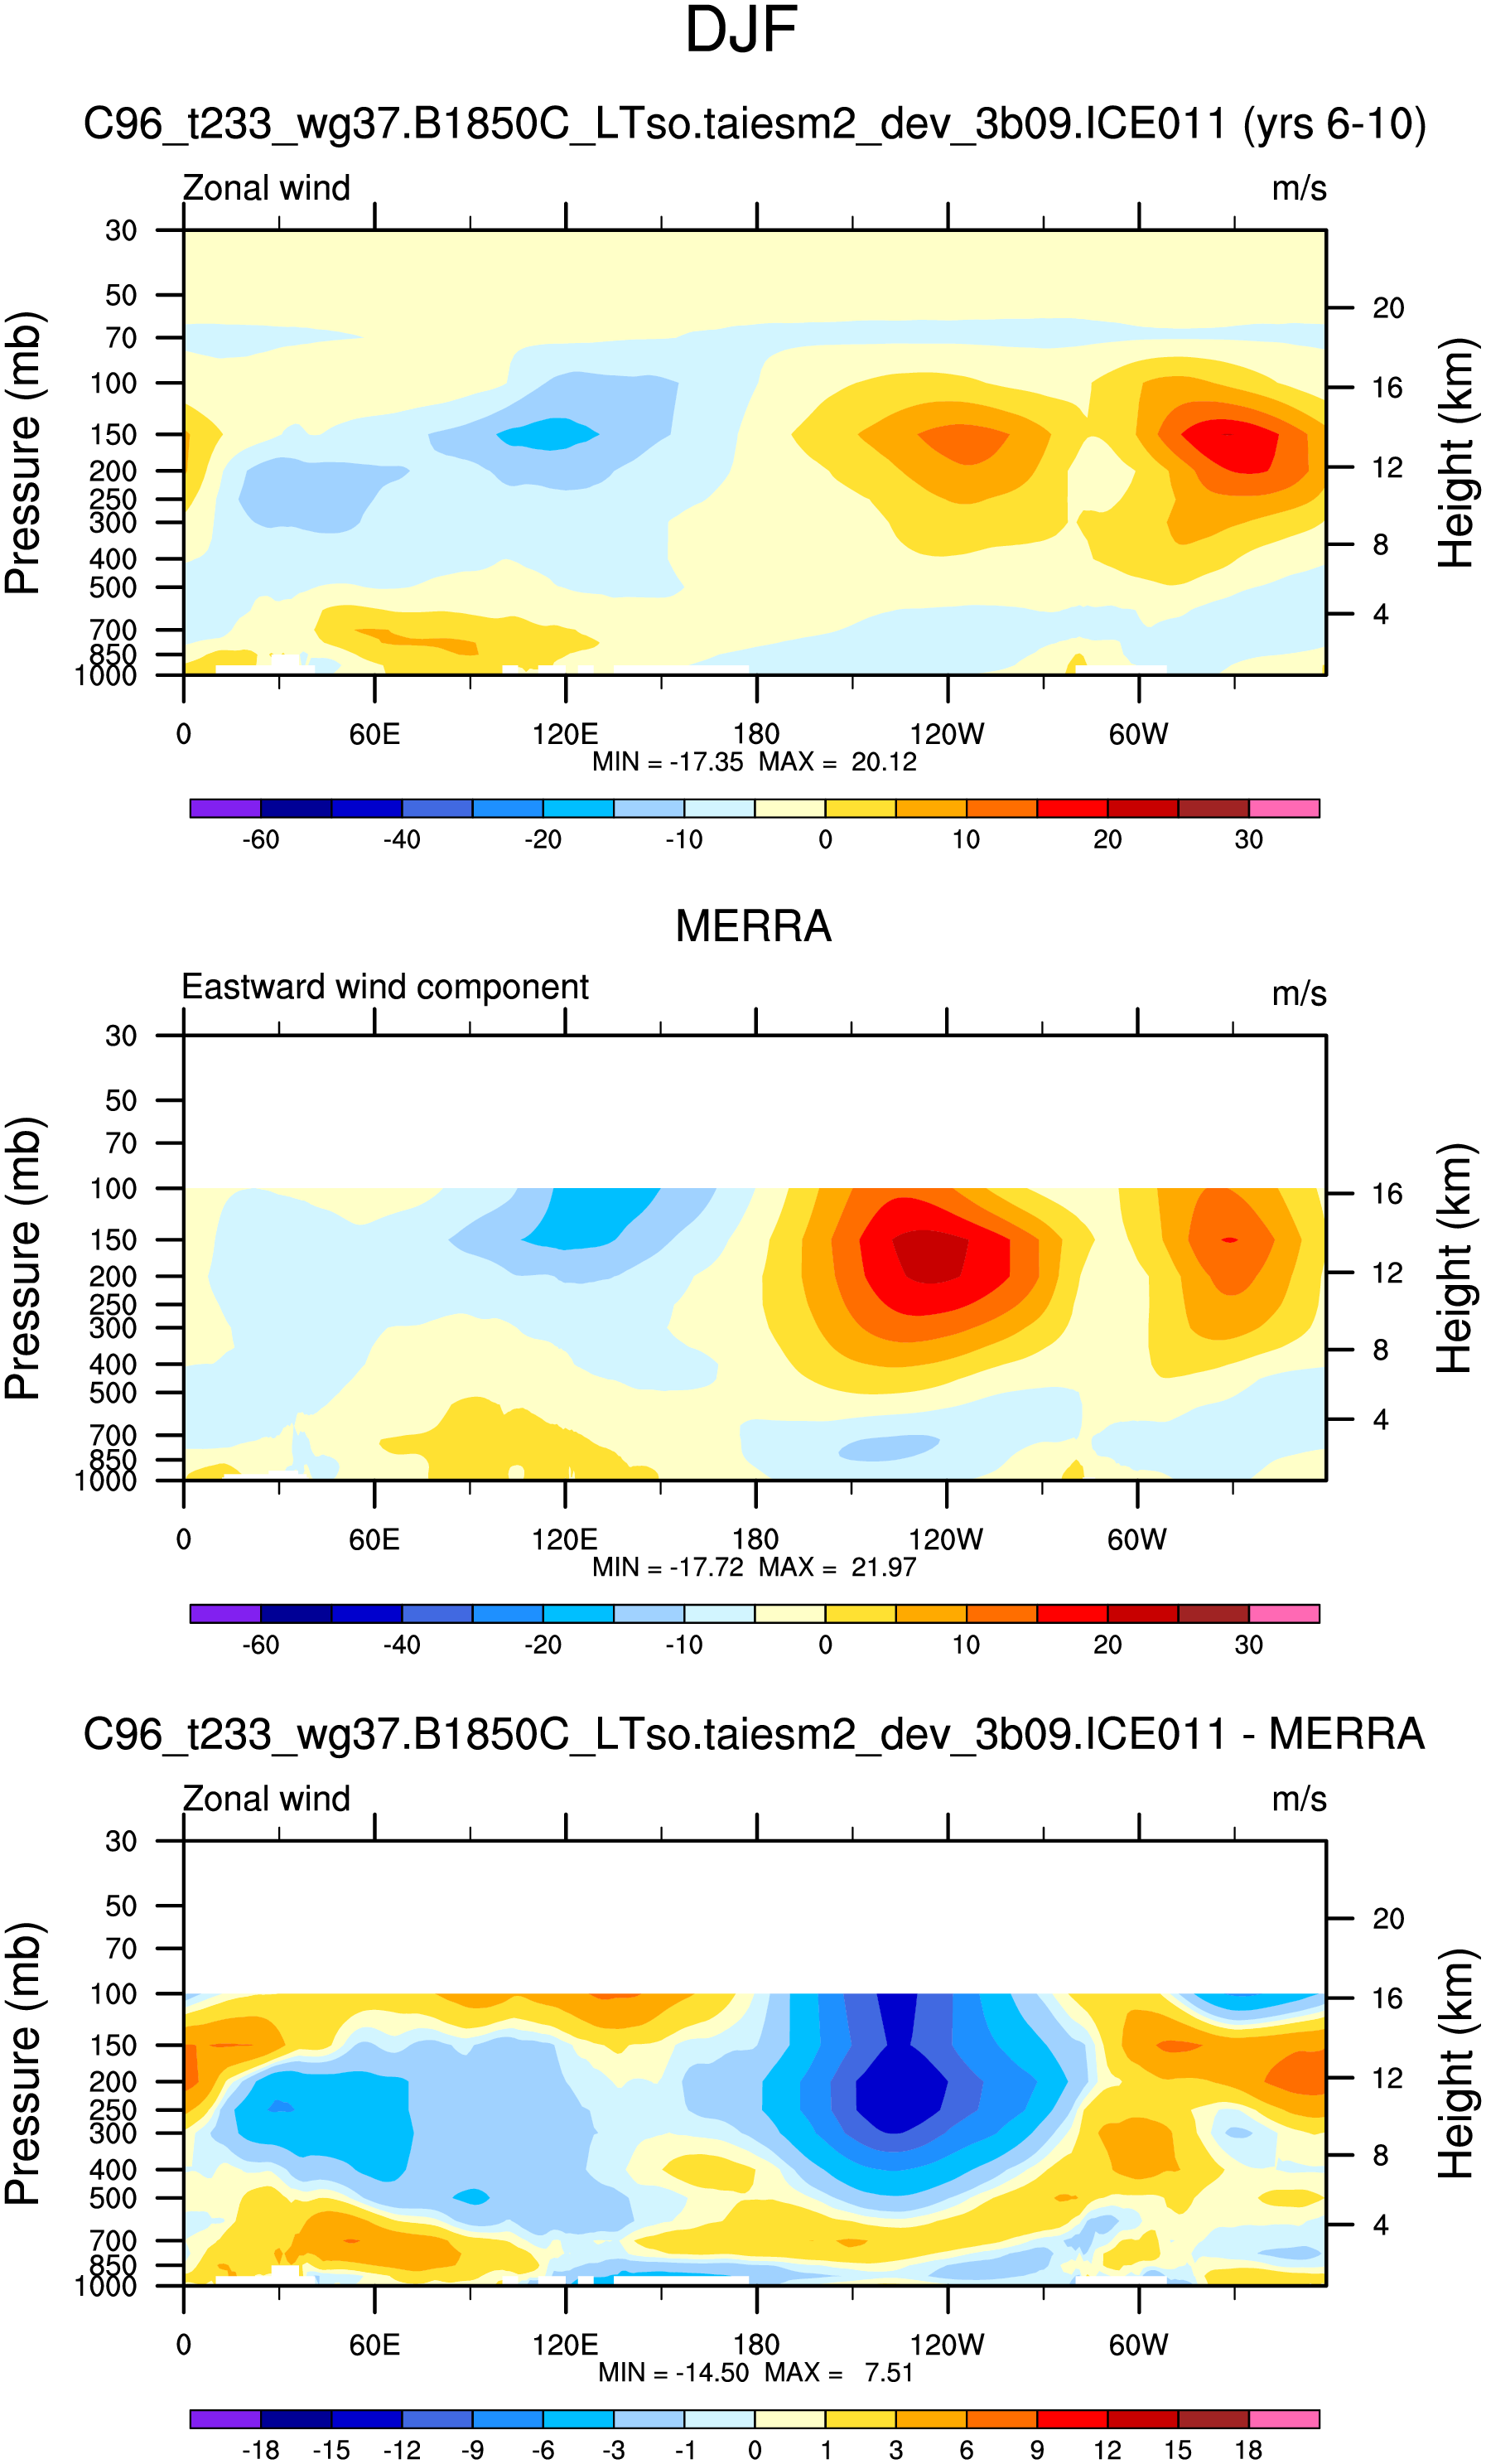 DJF
C96_t233_wg37.B1850C_LTso.taiesm2_dev_3b09.ICE011 (yrs 6-10)
Zonal wind m/s
Pressure (mb)
30
50
70
100
150
200
250
300
400
500
700
850
1000
Height (km)
20
16
12
8
4
0 60E 120E 180 120W 60W
MIN = -17.35 MAX = 20.12
-60 -40 -20 -10 0 10 20 30
MERRA
Eastward wind component m/s
Pressure (mb)
30
50
70
100
150
200
250
300
400
500
700
850
1000
Height (km)
16
12
8
4
0 60E 120E 180 120W 60W
MIN = -17.72 MAX = 21.97
-60 -40 -20 -10 0 10 20 30
C96_t233_wg37.B1850C_LTso.taiesm2_dev_3b09.ICE011 - MERRA
Zonal wind m/s
Pressure (mb)
30
50
70
100
150
200
250
300
400
500
700
850
1000
Height (km)
20
16
12
8
4
0 60E 120E 180 120W 60W
MIN = -14.50 MAX = 7.51
-18 -15 -12 -9 -6 -3 -1 0 1 3 6 9 12 15 18